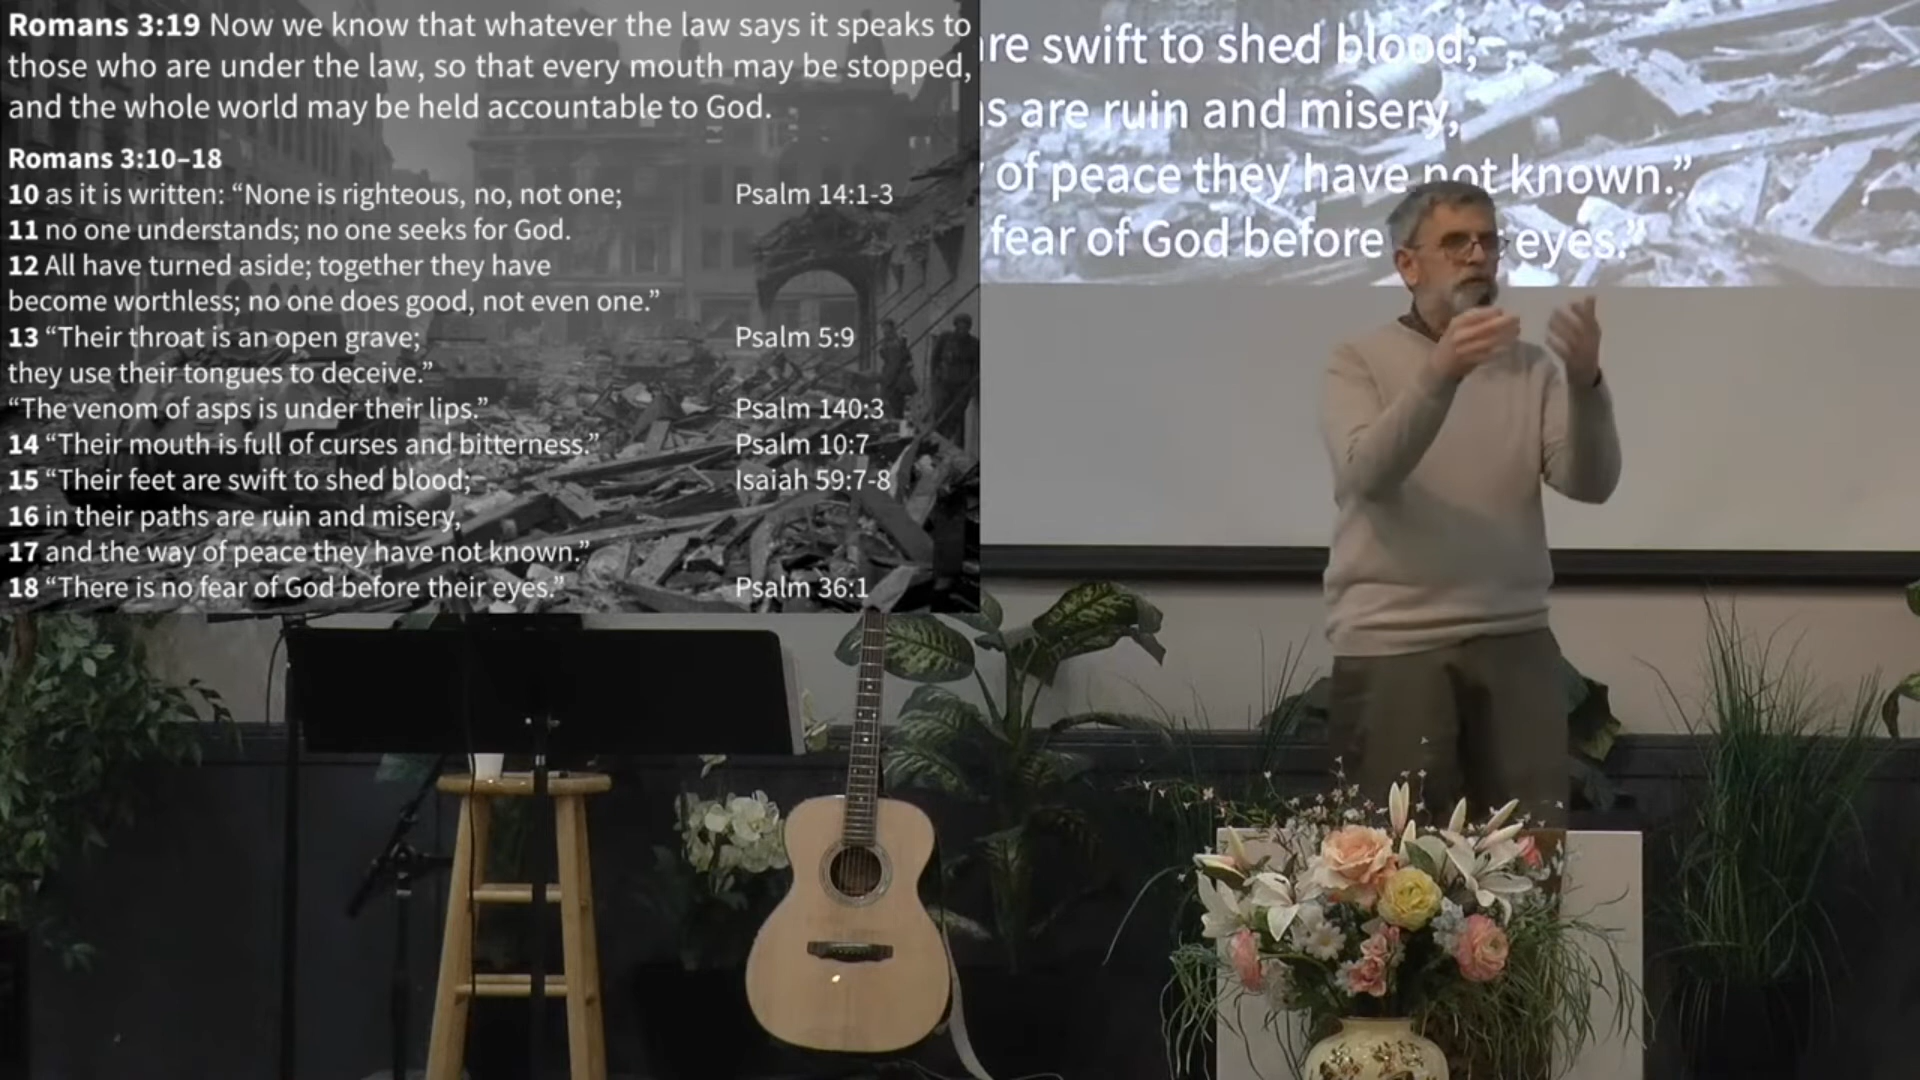 Romans 3:19 Now we know that whatever the law says it speaks to
those who are under the law, so that every mouth may be stopped,
and the whole world may be held accountable to God.
Romans 3:10–18
10 as it is written: “None is righteous, no, not one; Psalm 14:1-3
11 no one understands; no one seeks for God.
12 All have turned aside; together they have
become worthless; no one does good, not even one.”
13 “Their throat is an open grave; Psalm 5:9
they use their tongues to deceive.”
“The venom of asps is under their lips.” Psalm 140:3
14 “Their mouth is full of curses and bitterness.” Psalm 10:7
15 “Their feet are swift to shed blood; Isaiah 59:7-8
16 in their paths are ruin and misery,
17 and the way of peace they have not known.”
18 “There is no fear of God before their eyes.” Psalm 36:1
re swift to shed blood;
s are ruin and misery,
of peace they have not known.”
fear of God before eyes.”